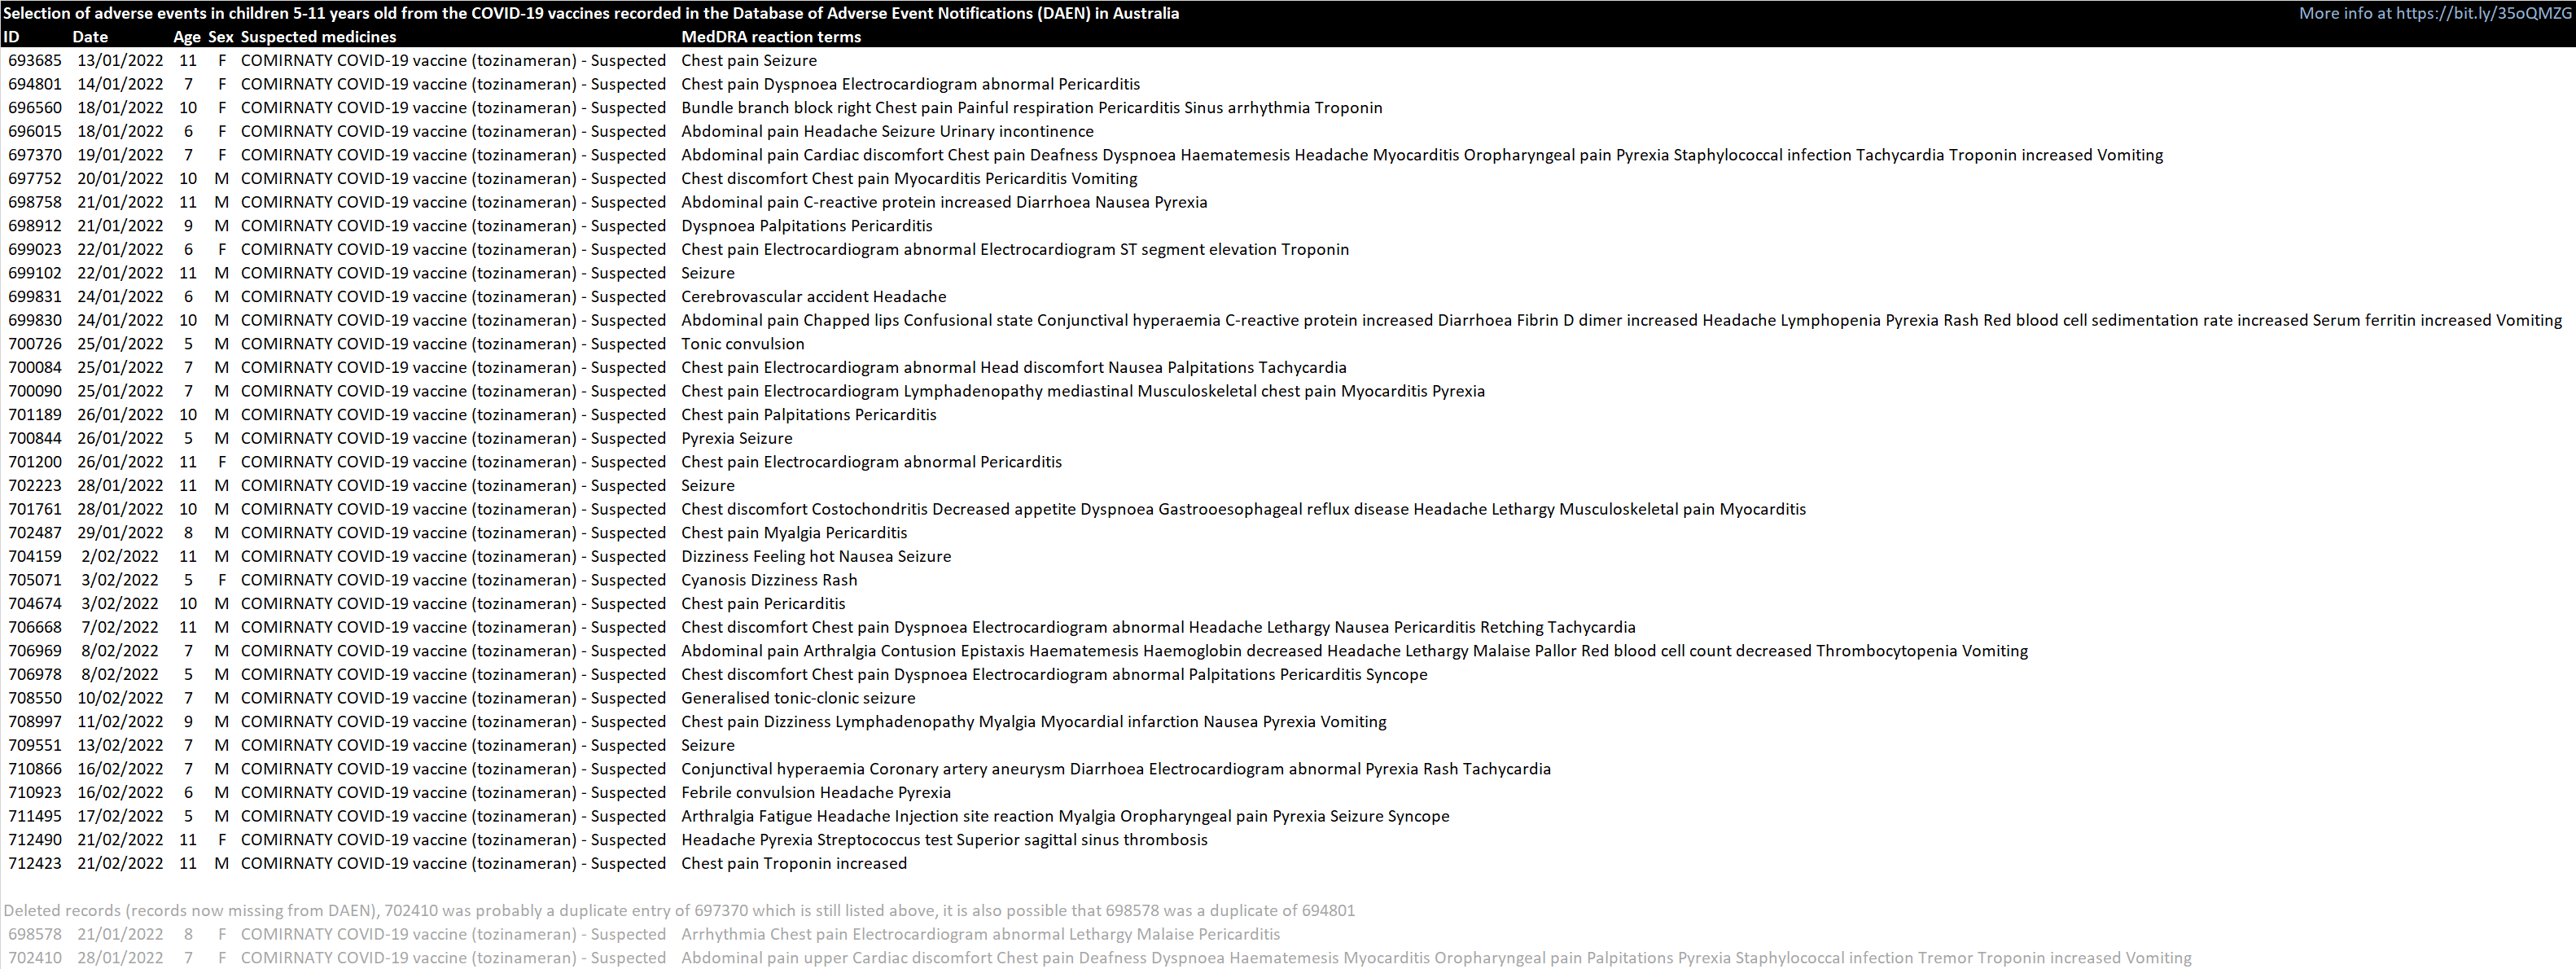 Selection of adverse events in children 5-11 years old from the COVID-19 vaccines recorded in the Database of Adverse Event Notifications (DAEN) in Australia More info at https://bit.ly/35oQMZG
ID Date Age Sex Suspected medicines MedDRA reaction terms
693685 13/01/2022 11 F COMIRNATY COVID-19 vaccine (tozinameran) - Suspected Chest pain Seizure
694801 14/01/2022 7 F COMIRNATY COVID-19 vaccine (tozinameran) - Suspected Chest pain Dyspnoea Electrocardiogram abnormal Pericarditis
696560 18/01/2022 10 F COMIRNATY COVID-19 vaccine (tozinameran) - Suspected Bundle branch block right Chest pain Painful respiration Pericarditis Sinus arrhythmia Troponin
696015 18/01/2022 6 F COMIRNATY COVID-19 vaccine (tozinameran) - Suspected Abdominal pain Headache Seizure Urinary incontinence
697370 19/01/2022 7 F COMIRNATY COVID-19 vaccine (tozinameran) - Suspected Abdominal pain Cardiac discomfort Chest pain Deafness Dyspnoea Haematemesis Headache Myocarditis Oropharyngeal pain Pyrexia Staphylococcal infection Tachycardia Troponin increased Vomiting
697752 20/01/2022 10 M COMIRNATY COVID-19 vaccine (tozinameran) - Suspected Chest discomfort Chest pain Myocarditis Pericarditis Vomiting
698758 21/01/2022 11 M COMIRNATY COVID-19 vaccine (tozinameran) - Suspected Abdominal pain C-reactive protein increased Diarrhoea Nausea Pyrexia
698912 21/01/2022 9 M COMIRNATY COVID-19 vaccine (tozinameran) - Suspected Dyspnoea Palpitations Pericarditis
699023 22/01/2022 6 F COMIRNATY COVID-19 vaccine (tozinameran) - Suspected Chest pain Electrocardiogram abnormal Electrocardiogram ST segment elevation Troponin
699102 22/01/2022 11 M COMIRNATY COVID-19 vaccine (tozinameran) - Suspected Seizure
699831 24/01/2022 6 M COMIRNATY COVID-19 vaccine (tozinameran) - Suspected Cerebrovascular accident Headache
699830 24/01/2022 10 M COMIRNATY COVID-19 vaccine (tozinameran) - Suspected Abdominal pain Chapped lips Confusional state Conjunctival hyperaemia C-reactive protein increased Diarrhoea Fibrin D dimer increased Headache Lymphopenia Pyrexia Rash Red blood cell sedimentation rate increased Serum ferritin increased Vomiting
700726 25/01/2022 5 M COMIRNATY COVID-19 vaccine (tozinameran) - Suspected Tonic convulsion
700084 25/01/2022 7 M COMIRNATY COVID-19 vaccine (tozinameran) - Suspected Chest pain Electrocardiogram abnormal Head discomfort Nausea Palpitations Tachycardia
700090 25/01/2022 7 M COMIRNATY COVID-19 vaccine (tozinameran) - Suspected Chest pain Electrocardiogram Lymphadenopathy mediastinal Musculoskeletal chest pain Myocarditis Pyrexia
701189 26/01/2022 10 M COMIRNATY COVID-19 vaccine (tozinameran) - Suspected Chest pain Palpitations Pericarditis
700844 26/01/2022 5 M COMIRNATY COVID-19 vaccine (tozinameran) - Suspected Pyrexia Seizure
701200 26/01/2022 11 F COMIRNATY COVID-19 vaccine (tozinameran) - Suspected Chest pain Electrocardiogram abnormal Pericarditis
702223 28/01/2022 11 M COMIRNATY COVID-19 vaccine (tozinameran) - Suspected Seizure
701761 28/01/2022 10 M COMIRNATY COVID-19 vaccine (tozinameran) - Suspected Chest discomfort Costochondritis Decreased appetite Dyspnoea Gastrooesophageal reflux disease Headache Lethargy Musculoskeletal pain Myocarditis
702487 29/01/2022 8 M COMIRNATY COVID-19 vaccine (tozinameran) - Suspected Chest pain Myalgia Pericarditis
704159 2/02/2022 11 M COMIRNATY COVID-19 vaccine (tozinameran) - Suspected Dizziness Feeling hot Nausea Seizure
705071 3/02/2022 5 F COMIRNATY COVID-19 vaccine (tozinameran) - Suspected Cyanosis Dizziness Rash
704674 3/02/2022 10 M COMIRNATY COVID-19 vaccine (tozinameran) - Suspected Chest pain Pericarditis
706668 7/02/2022 11 M COMIRNATY COVID-19 vaccine (tozinameran) - Suspected Chest discomfort Chest pain Dyspnoea Electrocardiogram abnormal Headache Lethargy Nausea Pericarditis Retching Tachycardia
706969 8/02/2022 7 M COMIRNATY COVID-19 vaccine (tozinameran) - Suspected Abdominal pain Arthralgia Contusion Epistaxis Haematemesis Haemoglobin decreased Headache Lethargy Malaise Pallor Red blood cell count decreased Thrombocytopenia Vomiting
706978 8/02/2022 5 M COMIRNATY COVID-19 vaccine (tozinameran) - Suspected Chest discomfort Chest pain Dyspnoea Electrocardiogram abnormal Palpitations Pericarditis Syncope
708550 10/02/2022 7 M COMIRNATY COVID-19 vaccine (tozinameran) - Suspected Generalised tonic-clonic seizure
708997 11/02/2022 9 M COMIRNATY COVID-19 vaccine (tozinameran) - Suspected Chest pain Dizziness Lymphadenopathy Myalgia Myocardial infarction Nausea Pyrexia Vomiting
709551 13/02/2022 7 M COMIRNATY COVID-19 vaccine (tozinameran) - Suspected Seizure
710866 16/02/2022 7 M COMIRNATY COVID-19 vaccine (tozinameran) - Suspected Conjunctival hyperaemia Coronary artery aneurysm Diarrhoea Electrocardiogram abnormal Pyrexia Rash Tachycardia
710923 16/02/2022 6 M COMIRNATY COVID-19 vaccine (tozinameran) - Suspected Febrile convulsion Headache Pyrexia
711495 17/02/2022 5 M COMIRNATY COVID-19 vaccine (tozinameran) - Suspected Arthralgia Fatigue Headache Injection site reaction Myalgia Oropharyngeal pain Pyrexia Seizure Syncope
712490 21/02/2022 11 F COMIRNATY COVID-19 vaccine (tozinameran) - Suspected Headache Pyrexia Streptococcus test Superior sagittal sinus thrombosis
712423 21/02/2022 11 M COMIRNATY COVID-19 vaccine (tozinameran) - Suspected Chest pain Troponin increased
Deleted records (records now missing from DAEN), 702410 was probably a duplicate entry of 697370 which is still listed above, it is also possible that 698578 was a duplicate of 694801
698578 21/01/2022 8 F COMIRNATY COVID-19 vaccine (tozinameran) - Suspected Arrhythmia Chest pain Electrocardiogram abnormal Lethargy Malaise Pericarditis
702410 28/01/2022 7 F COMIRNATY COVID-19 vaccine (tozinameran) - Suspected Abdominal pain upper Cardiac discomfort Chest pain Deafness Dyspnoea Haematemesis Myocarditis Oropharyngeal pain Palpitations Pyrexia Staphylococcal infection Tremor Troponin increased Vomiting